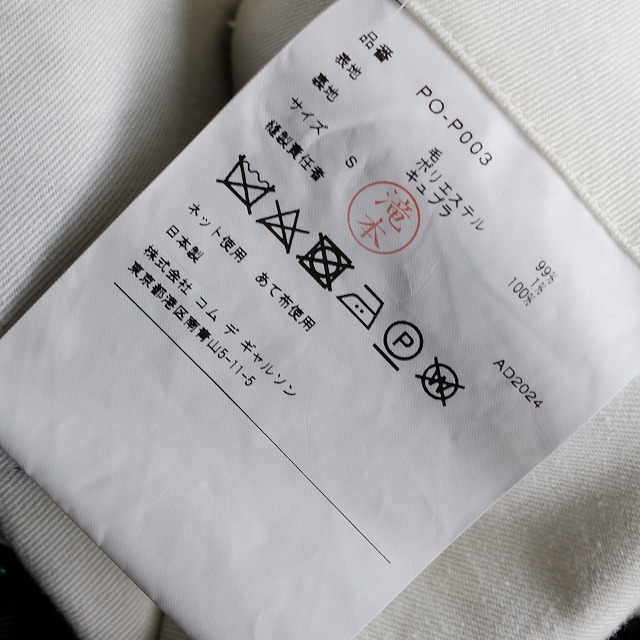 品番 PO-P003
表地 毛 99%
ポリエステル 1%
裏地 キュプラ 100%
サイズ S
縫製責任者 滝本
AD2024
P
W
ネット使用 あて布使用
日本製
株式会社 コム デ ギャルソン
東京都港区南青山5-11-5